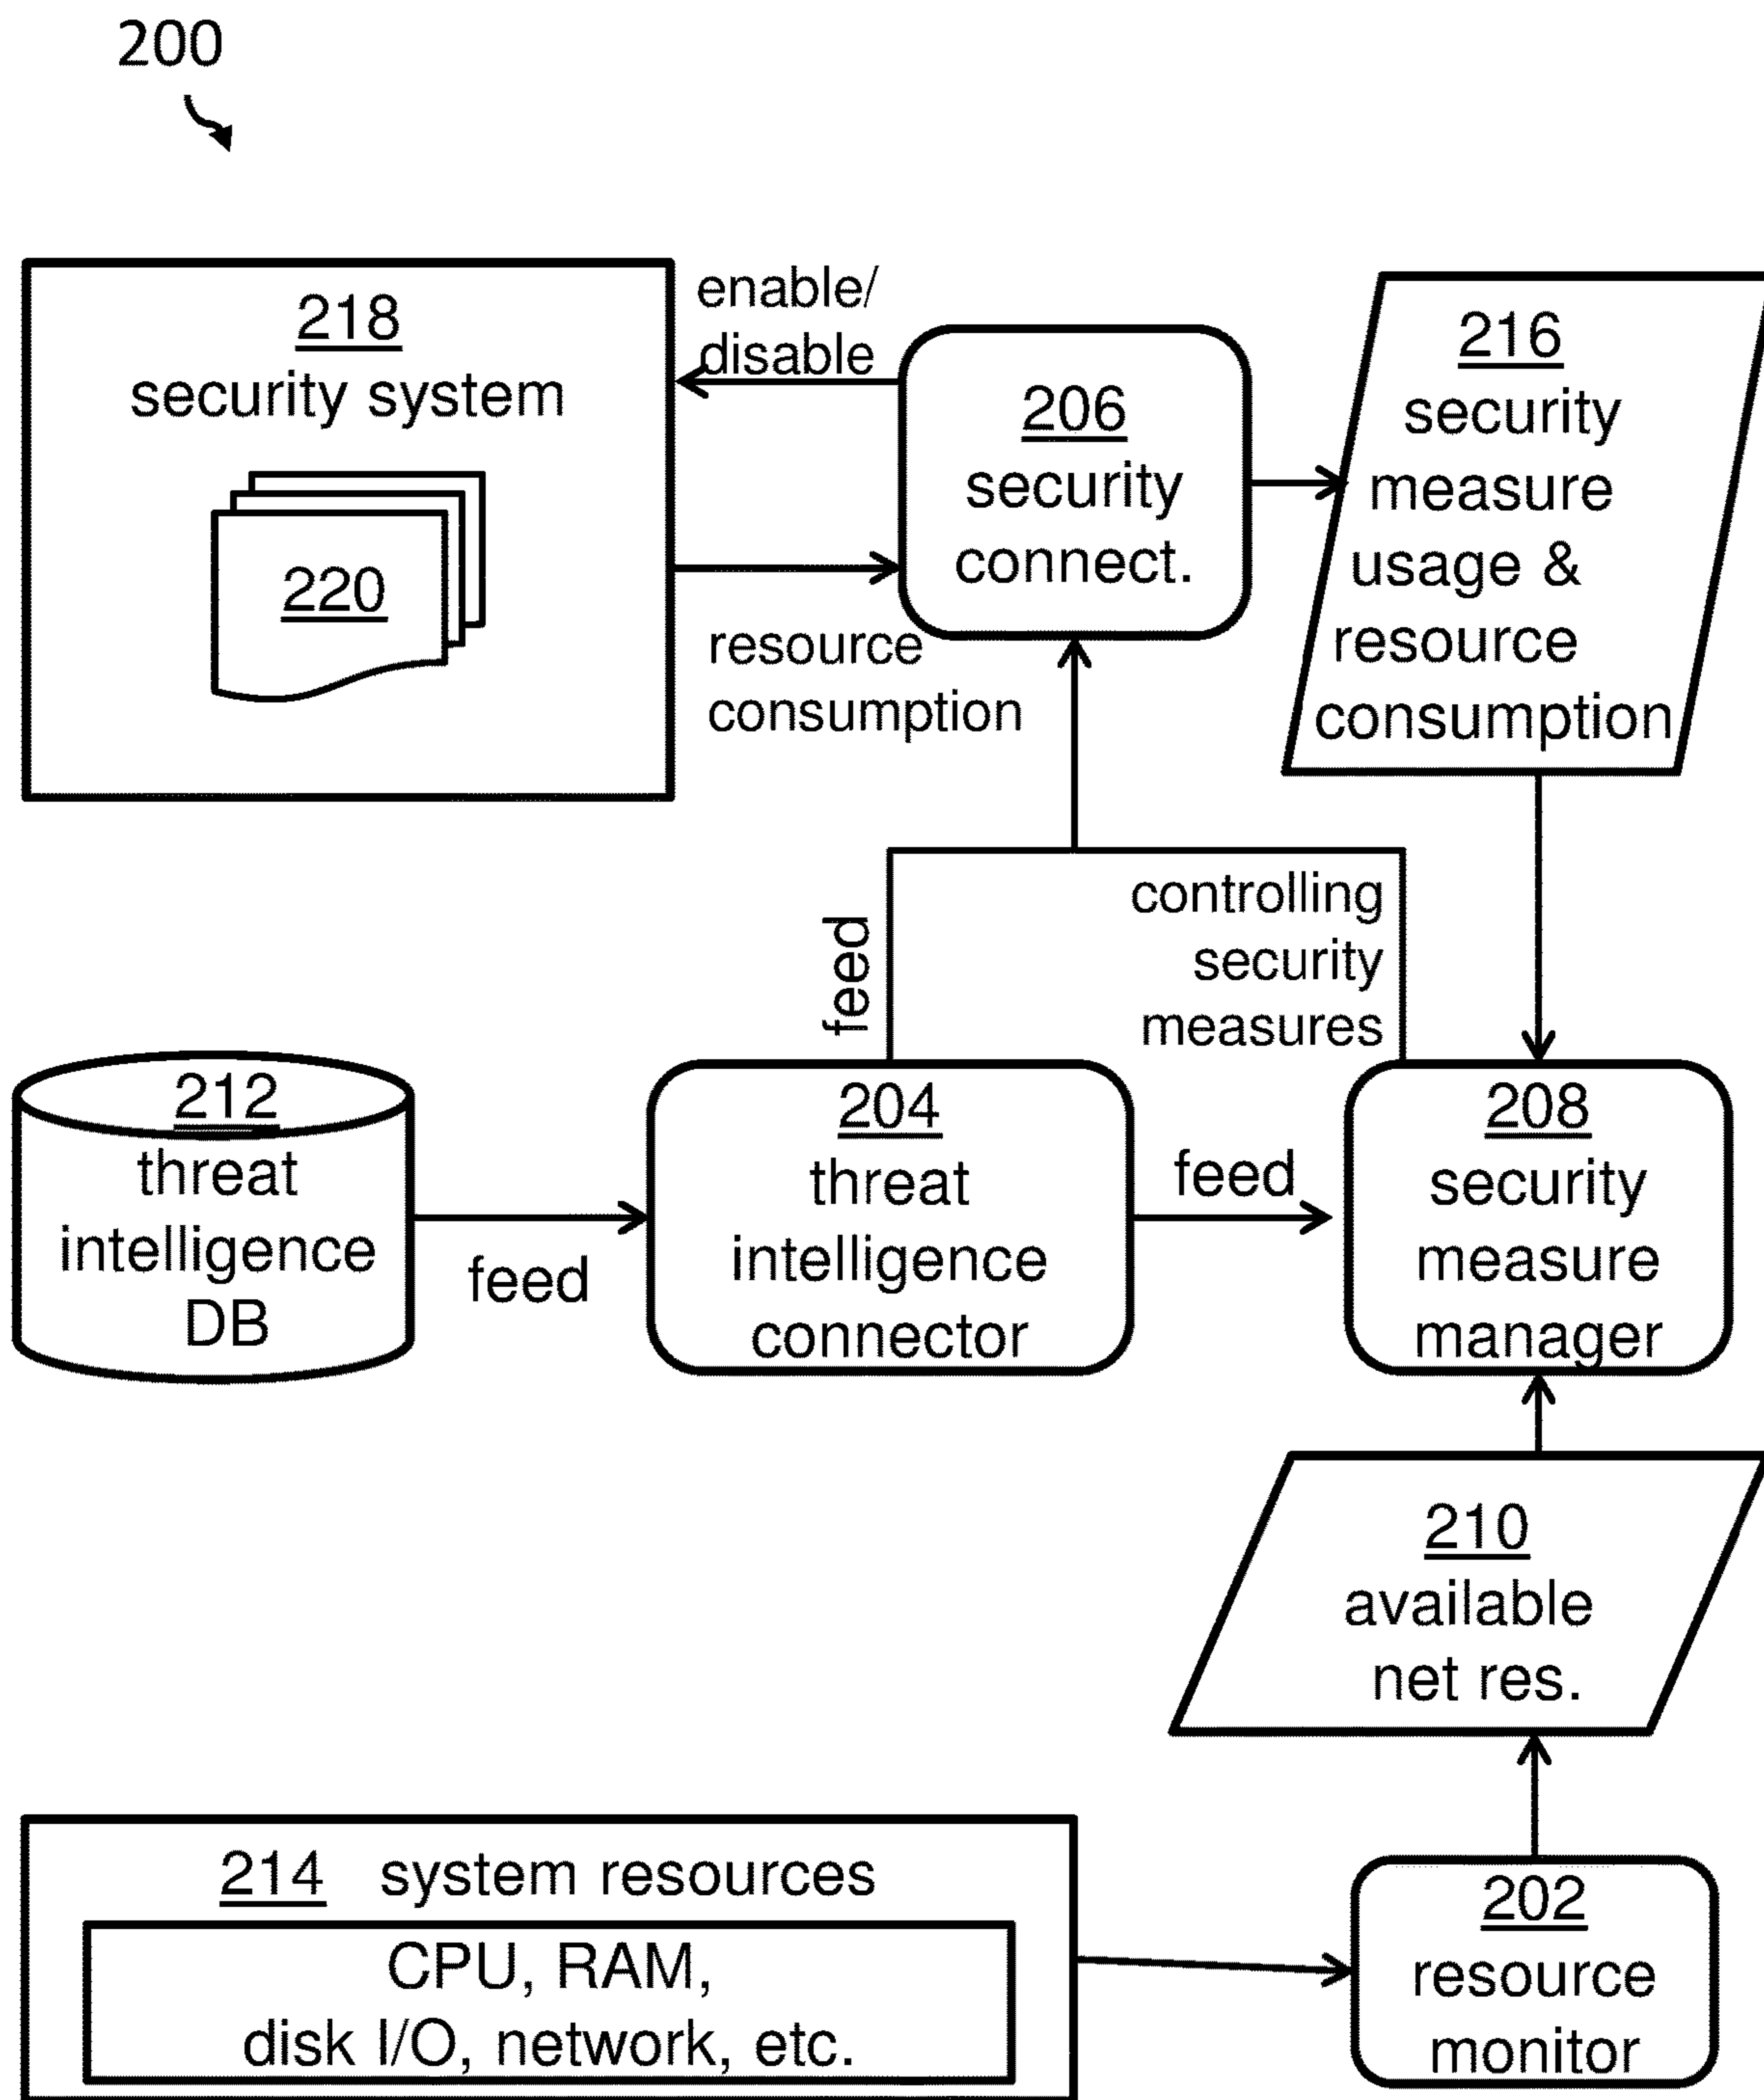 200
218
security system
220
enable/
disable
resource
consumption
206
security
connect.
216
security
measure
usage &
resource
consumption
feed
controlling
security
measures
212
threat
intelligence
DB
feed
204
threat
intelligence
connector
feed
208
security
measure
manager
210
available
net res.
214 system resources
CPU, RAM,
disk I/O, network, etc.
202
resource
monitor